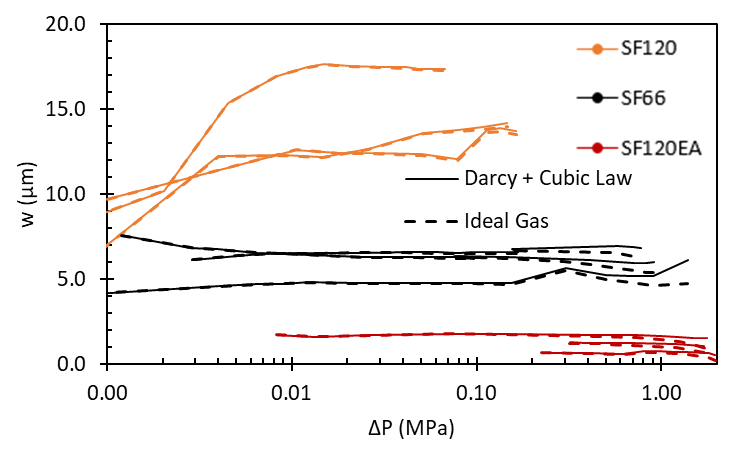 20.0
15.0
10.0
5.0
0.0
w (µm)
0.00
0.01
0.10
1.00
ΔP (MPa)
SF120
SF66
SF120EA
Darcy + Cubic Law
Ideal Gas